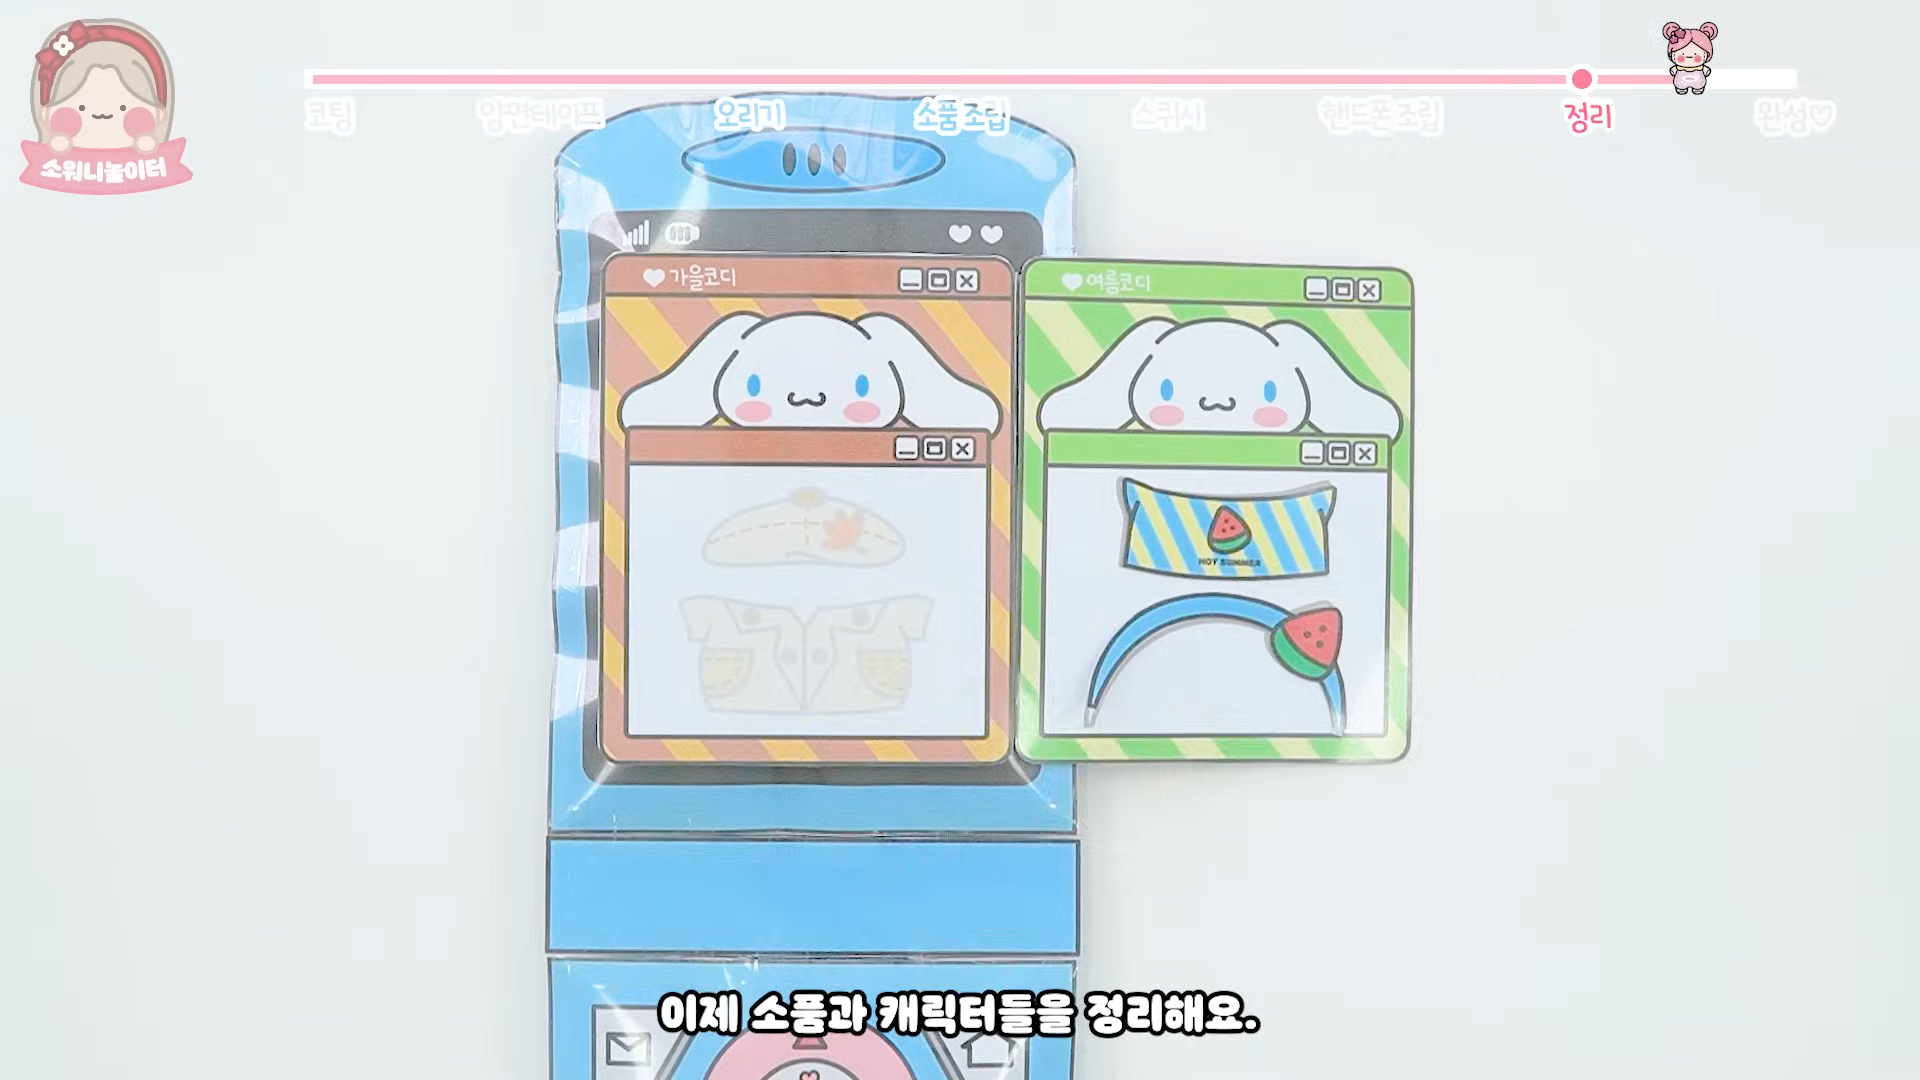 소워니놀이터
코팅 양면테이프 오리기 소품 조립 스퀴시 핸드폰 조립 정리 완성♡
가을코디
여름코디
HOT SUMMER
이제 소품과 캐릭터들을 정리해요.